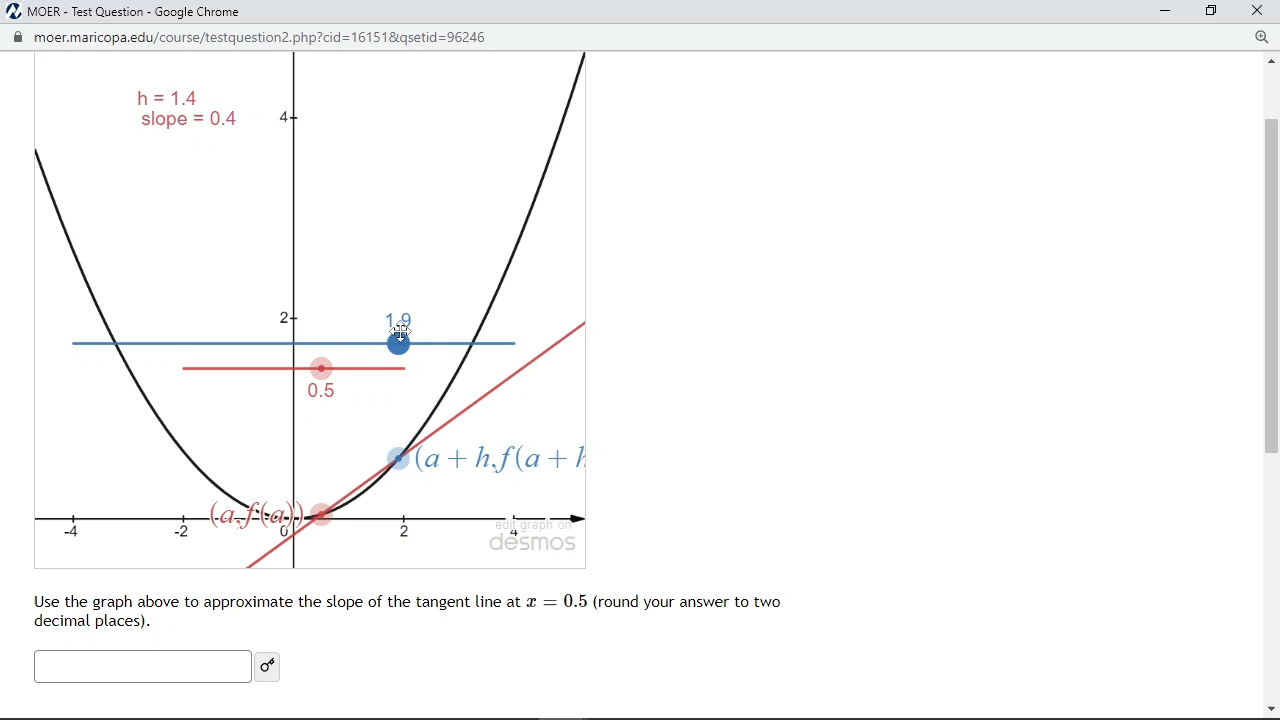 MOER - Test Question - Google Chrome
moer.maricopa.edu/course/testquestion2.php?cid=16151&qsetid=96246
h = 1.4
slope = 0.4
4
2
1.9
0.5
(a + h, f(a + h
(a, f(a))
-4 -2 0 2 4
edit graph on
desmos
Use the graph above to approximate the slope of the tangent line at x = 0.5 (round your answer to two
decimal places).